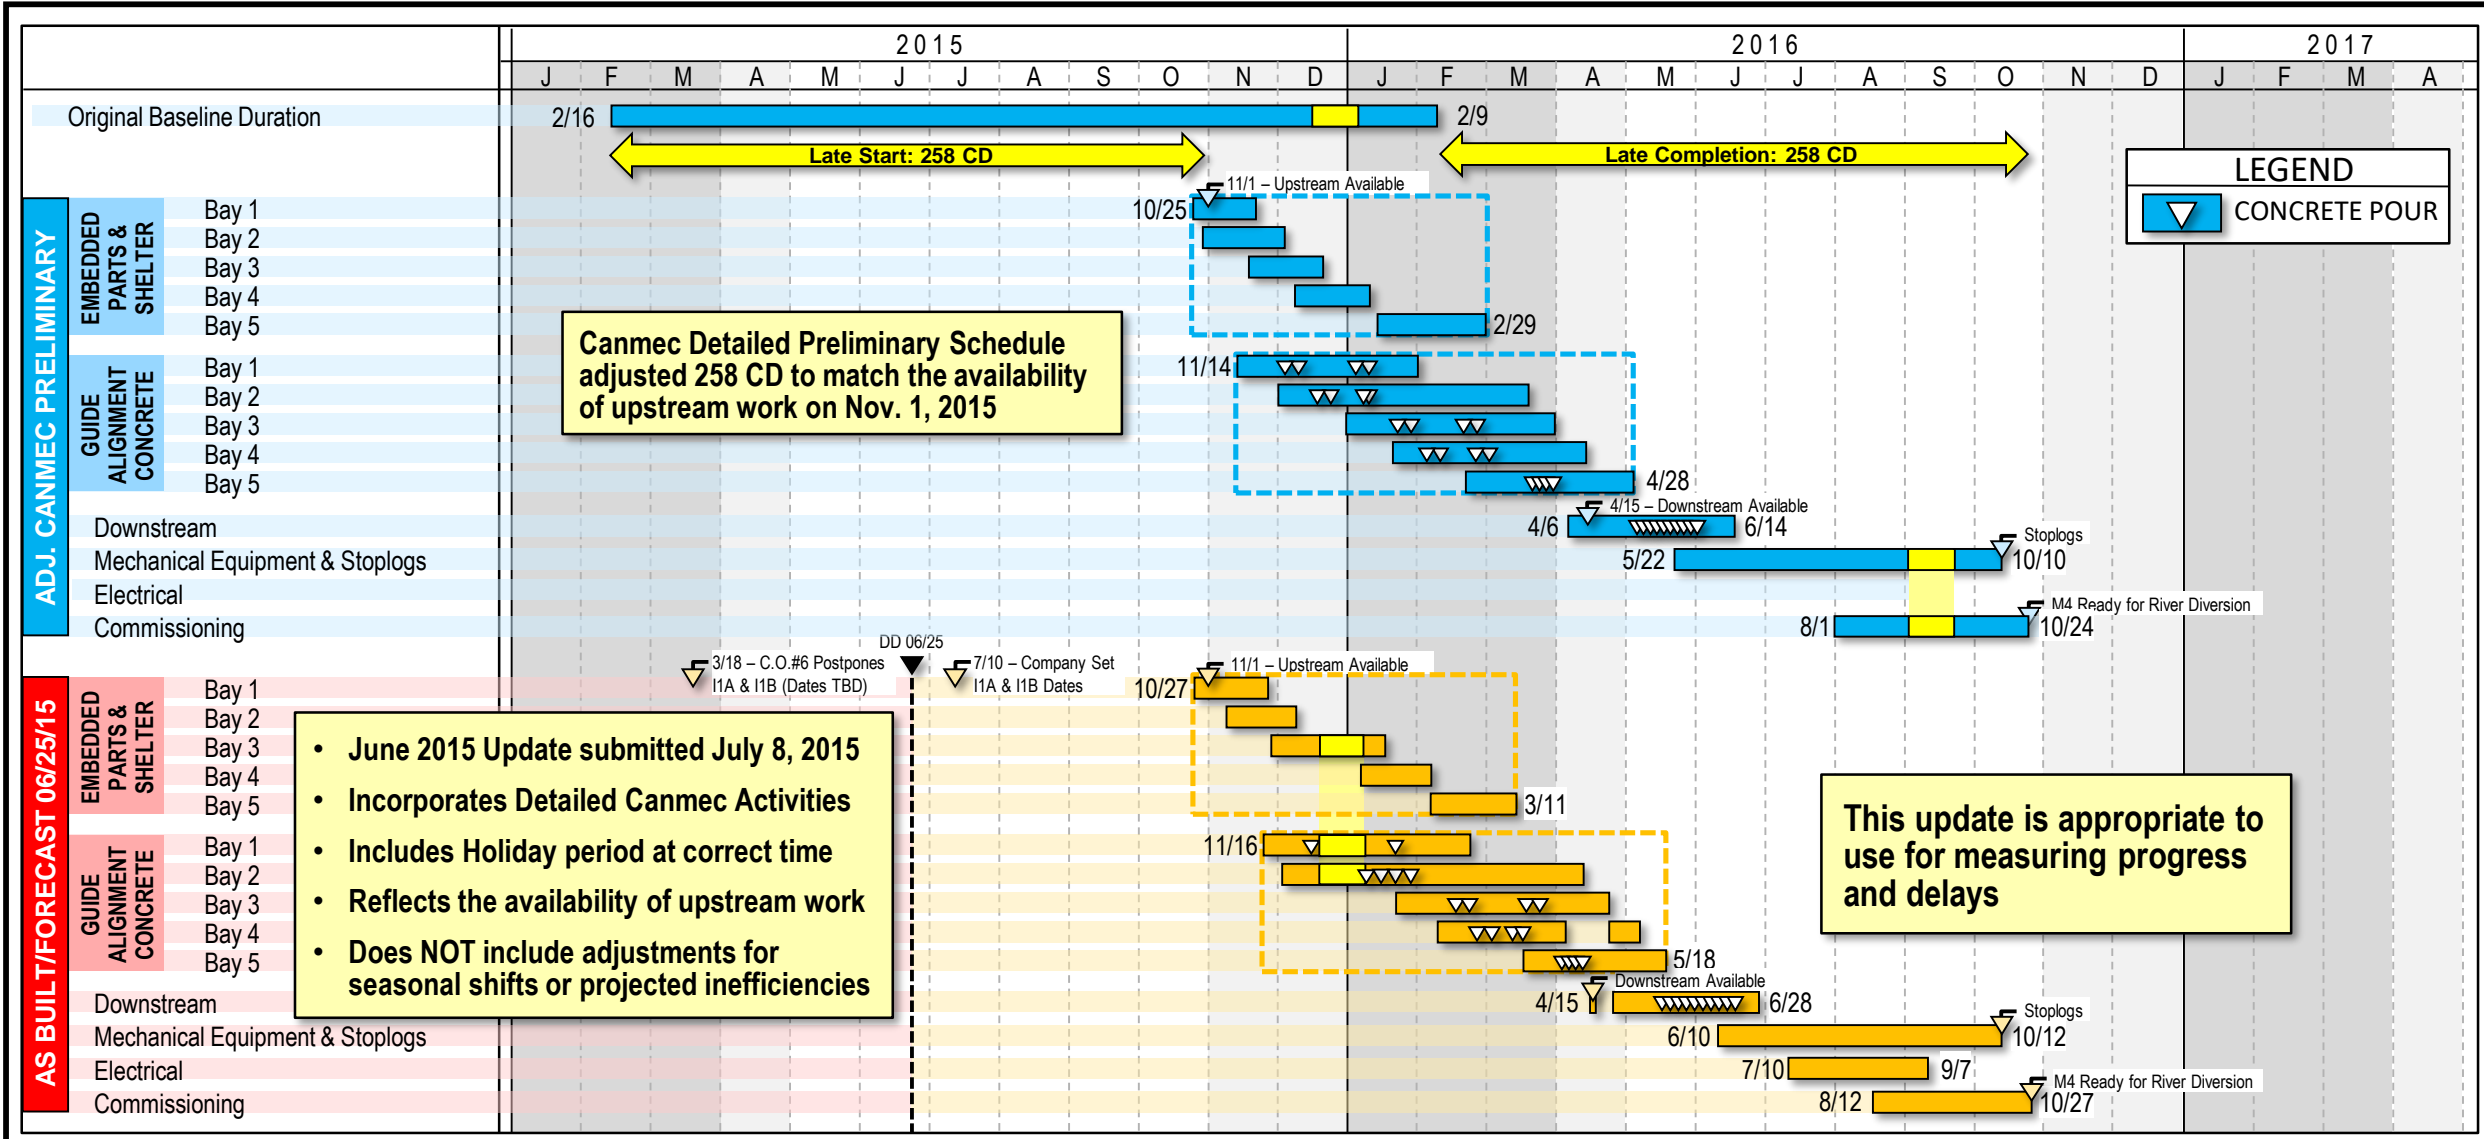 2015 2016 2017
J F M A M J J A S O N D J F M A M J J A S O N D J F M A
Original Baseline Duration 2/16 2/9
Late Start: 258 CD Late Completion: 258 CD
LEGEND
CONCRETE POUR
ADJ. CANMEC PRELIMINARY
EMBEDDED
PARTS &
SHELTER
11/1 – Upstream Available
Bay 1 10/25
Bay 2
Bay 3
Bay 4
Bay 5 2/29
Canmec Detailed Preliminary Schedule
adjusted 258 CD to match the availability
of upstream work on Nov. 1, 2015
GUIDE
ALIGNMENT
CONCRETE
Bay 1 11/14
Bay 2
Bay 3
Bay 4
Bay 5 4/28
4/15 – Downstream Available
Downstream 4/6 6/14
Stoplogs
Mechanical Equipment & Stoplogs 5/22 10/10
Electrical
M4 Ready for River Diversion
Commissioning 8/1 10/24
DD 06/25
3/18 – C.O.#6 Postpones
I1A & I1B (Dates TBD)
7/10 – Company Set
I1A & I1B Dates
11/1 – Upstream Available
AS BUILT/FORECAST 06/25/15
EMBEDDED
PARTS &
SHELTER
Bay 1 10/27
Bay 2
Bay 3
Bay 4
Bay 5 3/11
• June 2015 Update submitted July 8, 2015
• Incorporates Detailed Canmec Activities
• Includes Holiday period at correct time
• Reflects the availability of upstream work
• Does NOT include adjustments for
seasonal shifts or projected inefficiencies
This update is appropriate to
use for measuring progress
and delays
GUIDE
ALIGNMENT
CONCRETE
Bay 1 11/16
Bay 2
Bay 3
Bay 4
Bay 5 5/18
Downstream Available
Downstream 4/15 6/28
Stoplogs
Mechanical Equipment & Stoplogs 6/10 10/12
Electrical 7/10 9/7
M4 Ready for River Diversion
Commissioning 8/12 10/27